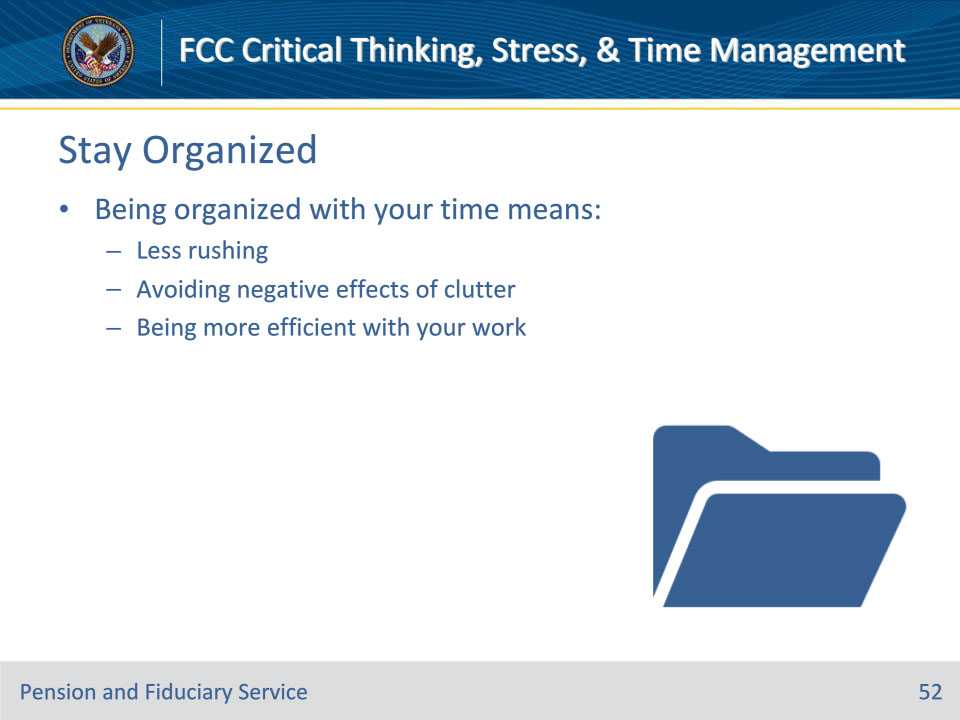 FCC Critical Thinking, Stress, & Time Management
Stay Organized
• Being organized with your time means:
– Less rushing
– Avoiding negative effects of clutter
– Being more efficient with your work
Pension and Fiduciary Service
52